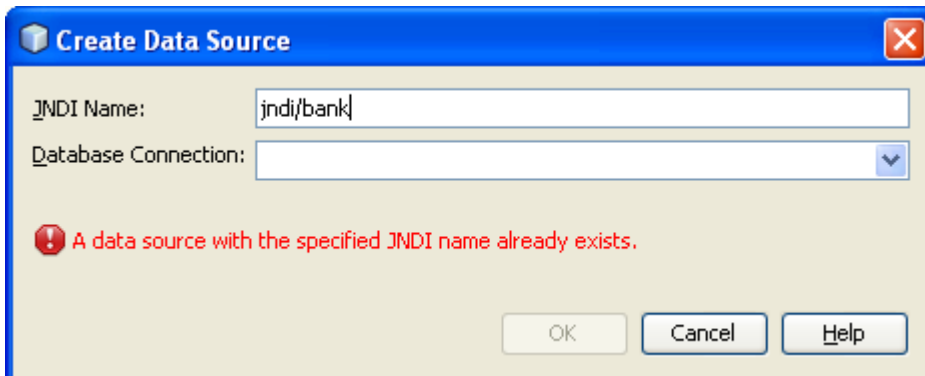 Create Data Source
JNDI Name:
jndi/bank
Database Connection:
A data source with the specified JNDI name already exists.
OK
Cancel
Help